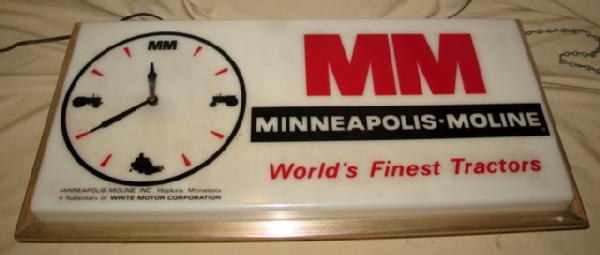 MM
MM
MINNEAPOLIS-MOLINE
World's Finest Tractors
MINNEAPOLIS-MOLINE INC. Hopkins, Minnesota
a Subsidiary of WHITE MOTOR CORPORATION